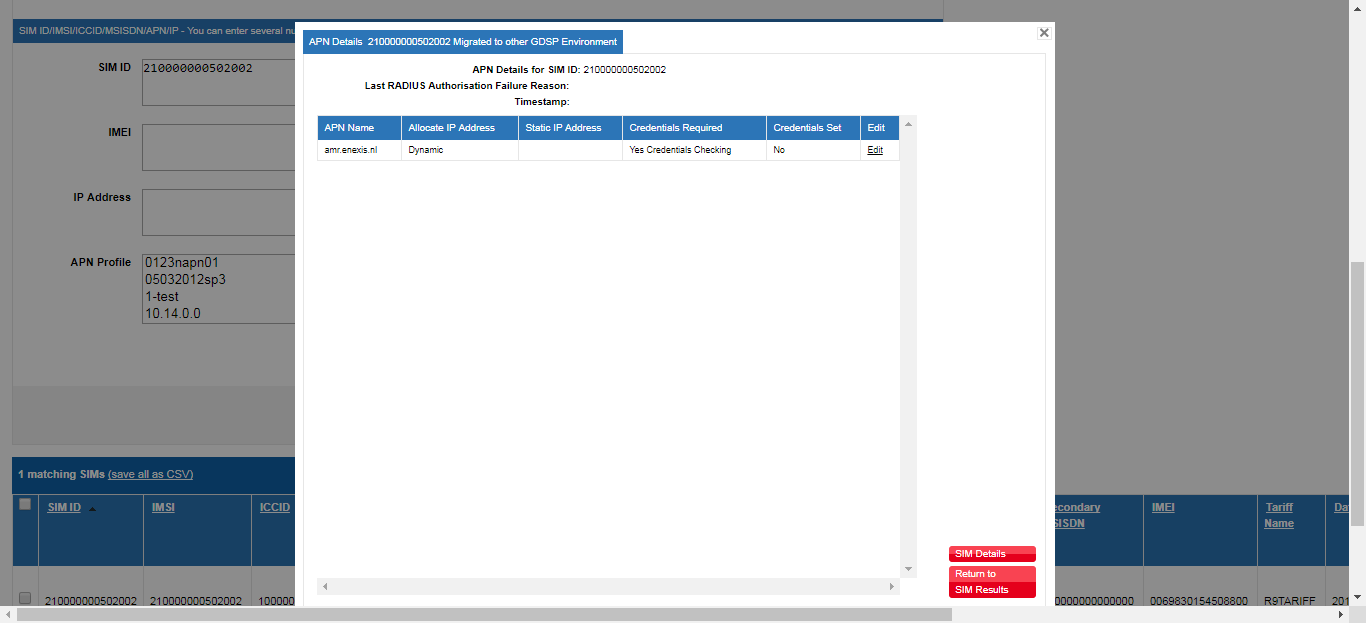 SIM ID/IMSI/ICCID/MSISDN/APN/IP - You can enter several nu
SIM ID
210000000502002
IMEI
IP Address
APN Profile
0123napn01
05032012sp3
1-test
10.14.0.0
APN Details 210000000502002 Migrated to other GDSP Environment
APN Details for SIM ID: 210000000502002
Last RADIUS Authorisation Failure Reason:
Timestamp:
APN Name Allocate IP Address Static IP Address Credentials Required Credentials Set Edit
amr.enexis.nl Dynamic Yes Credentials Checking No Edit
SIM Details
Return to
SIM Results
1 matching SIMs (save all as CSV)
SIM ID IMSI ICCID econdary IMEI Tariff Da
SISDN Name
210000000502002 210000000502002 100000 0000000000000 0069830154508800 R9TARIFF 201